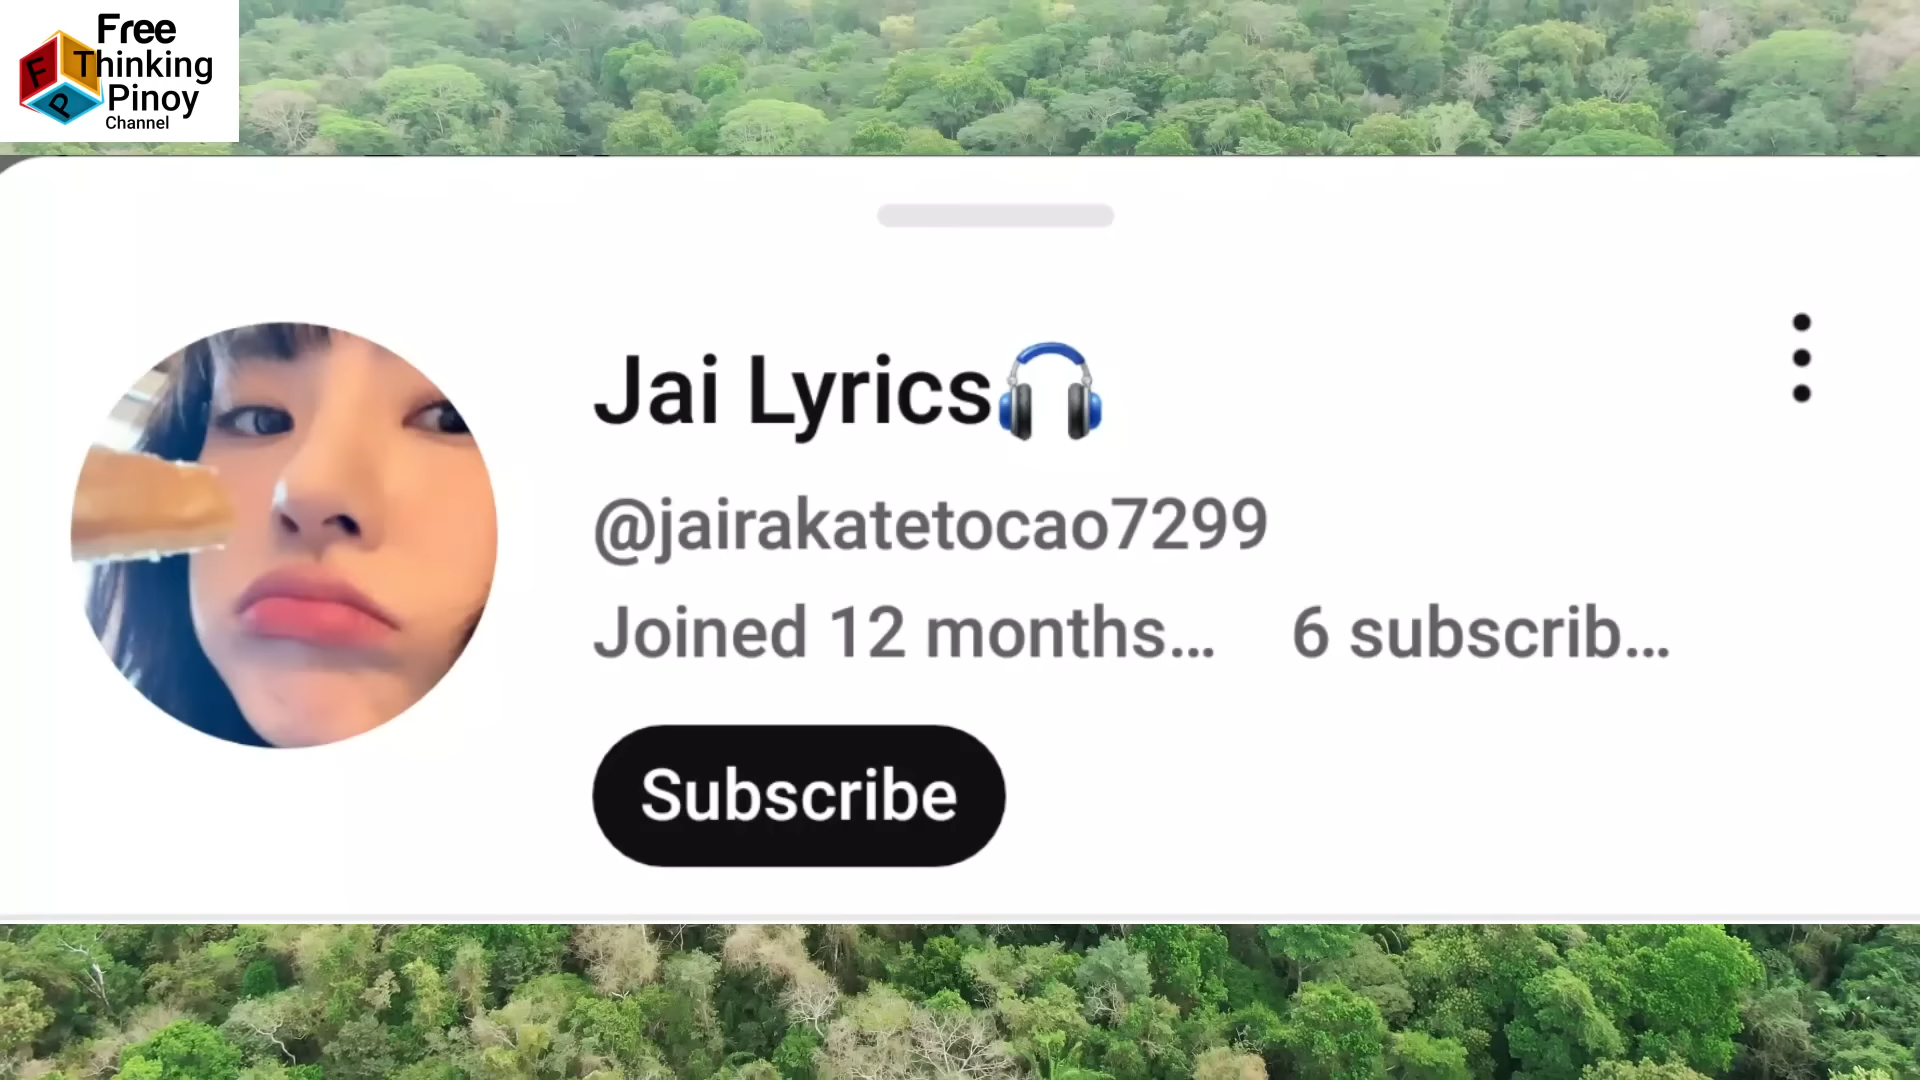 Free
Thinking
Pinoy
Channel
F
P
Jai Lyrics🎧
@jairakatetocao7299
Joined 12 months... 6 subscrib...
Subscribe